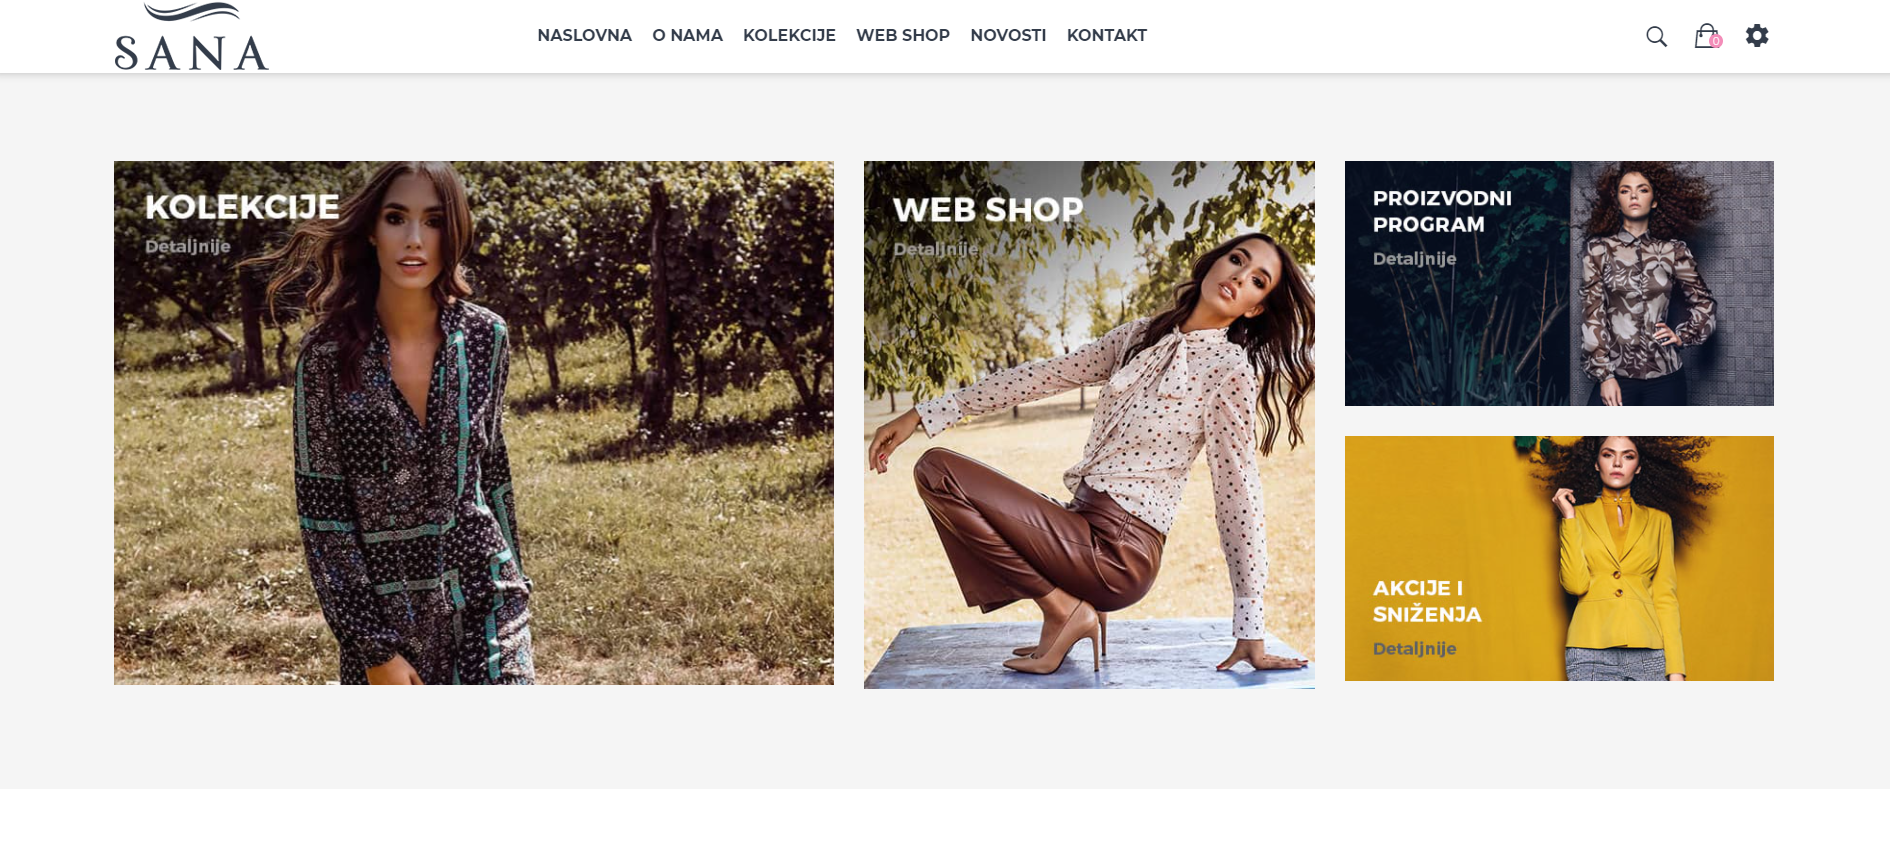 SANA
NASLOVNA O NAMA KOLEKCIJE WEB SHOP NOVOSTI KONTAKT
0
KOLEKCIJE
Detaljnije
WEB SHOP
Detaljnije
PROIZVODNI
PROGRAM
Detaljnije
AKCIJE I
SNIŽENJA
Detaljnije